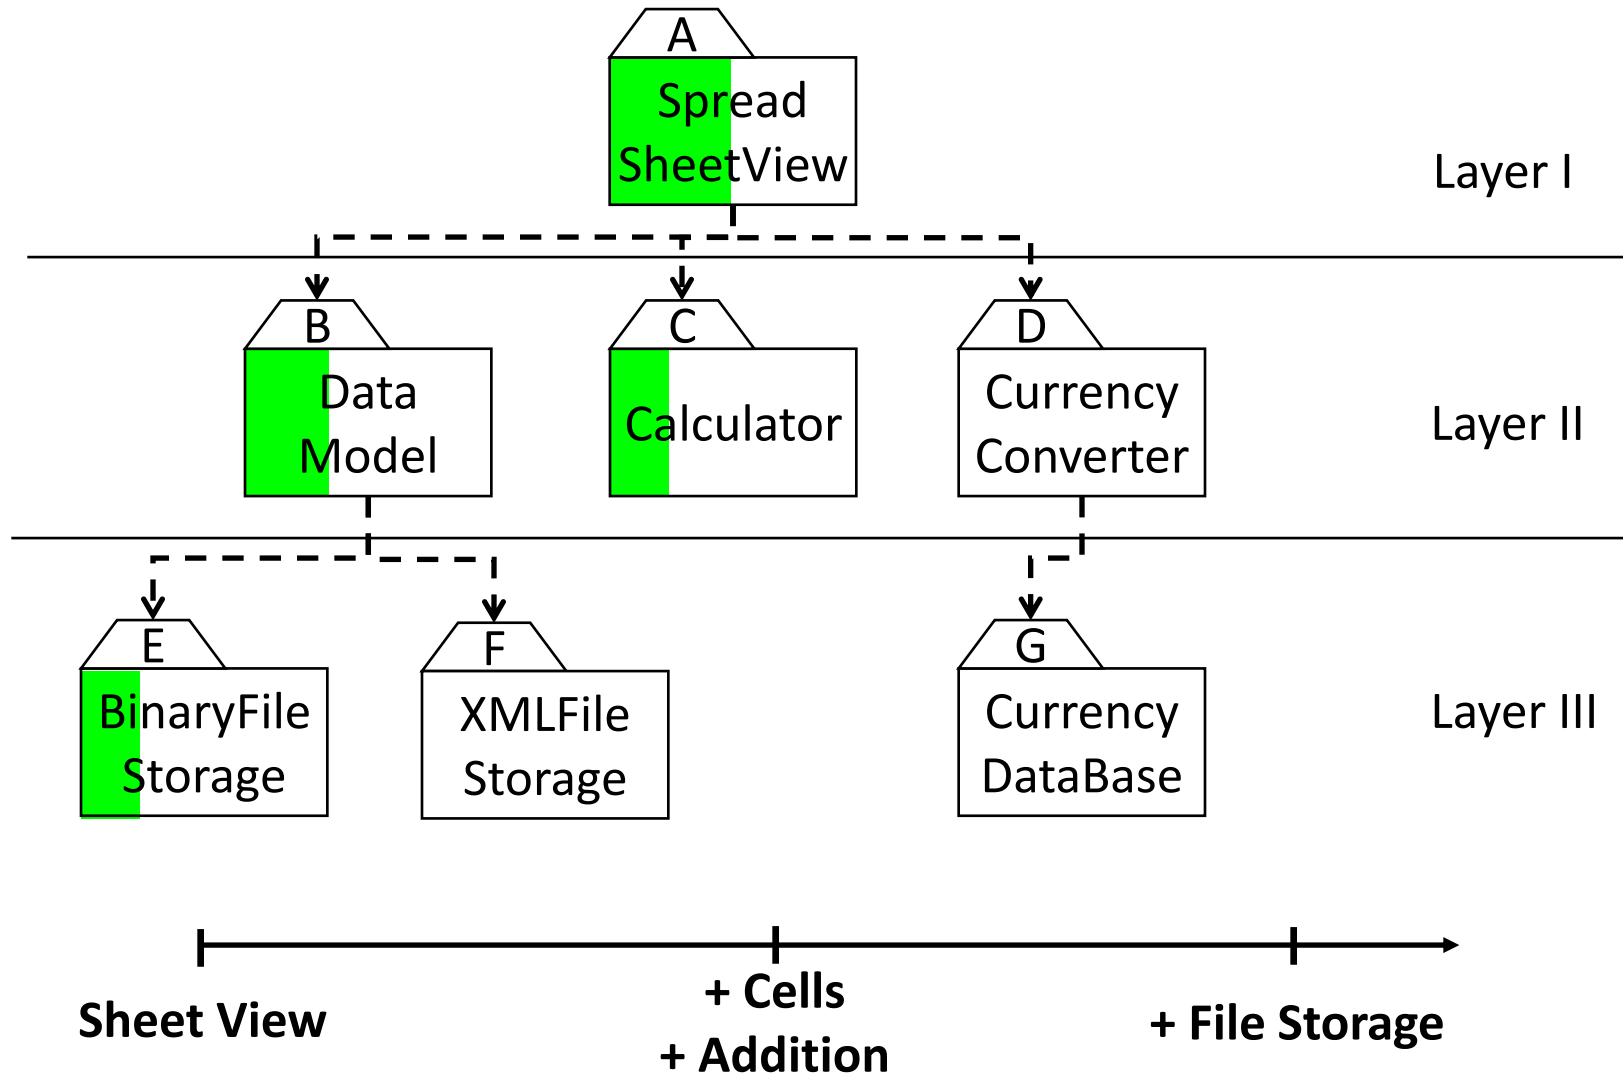 A
Spread
SheetView
Layer I
B
Data
Model
C
Calculator
D
Currency
Converter
Layer II
E
BinaryFile
Storage
F
XMLFile
Storage
G
Currency
DataBase
Layer III
Sheet View
+ Cells
+ Addition
+ File Storage